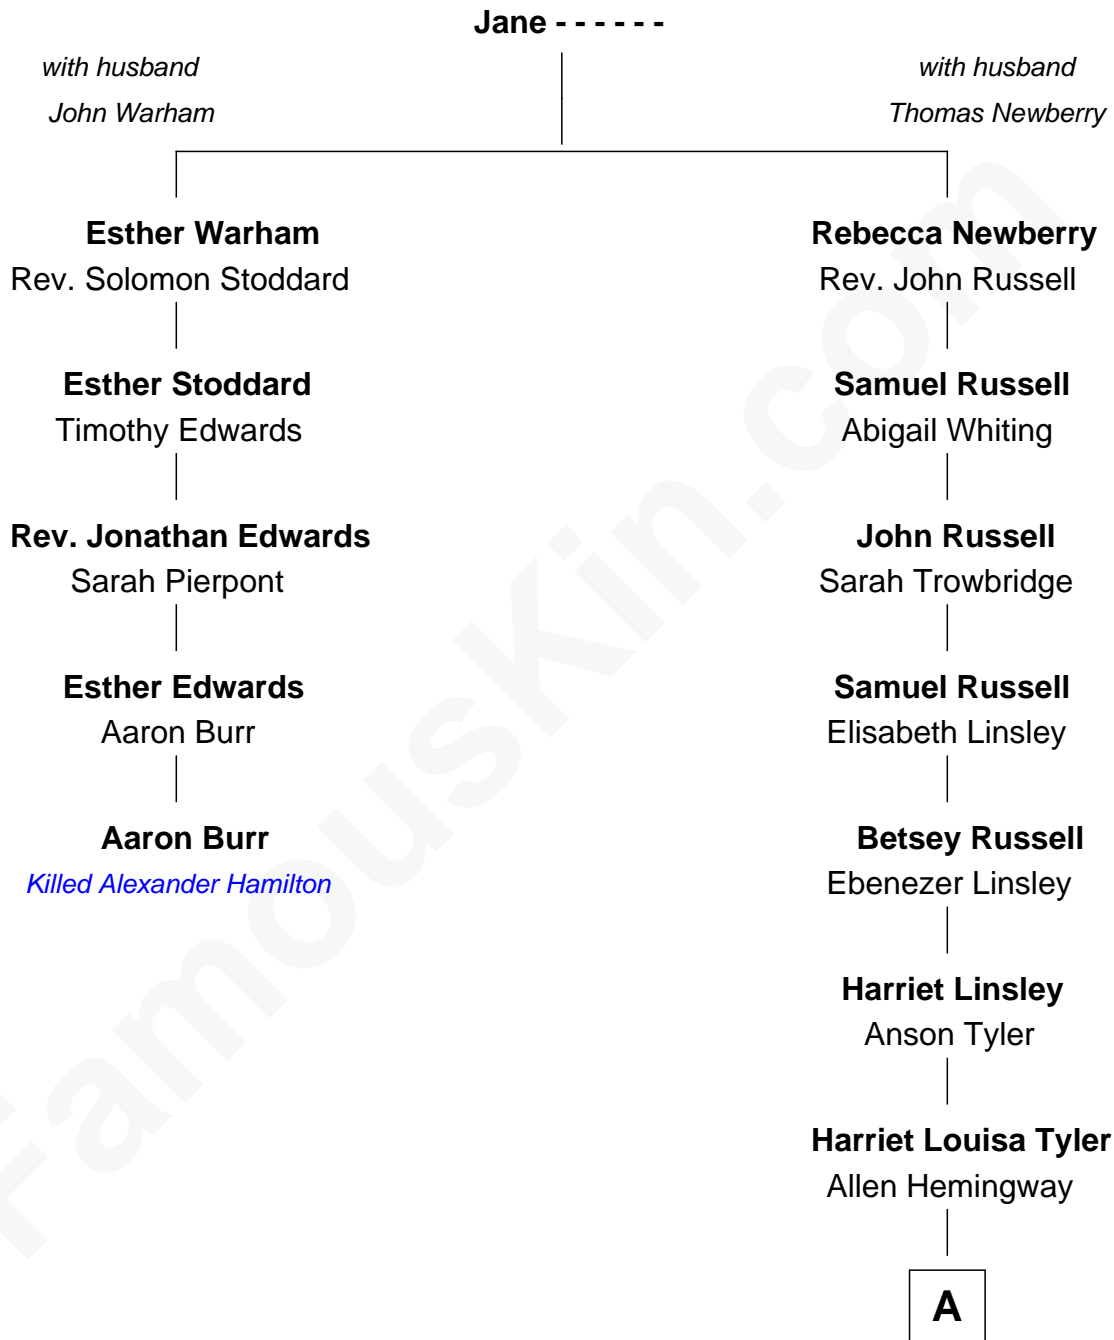 Jane - - - - - -
with husband
John Warham
with husband
Thomas Newberry
Esther Warham
Rev. Solomon Stoddard
Esther Stoddard
Timothy Edwards
Rev. Jonathan Edwards
Sarah Pierpont
Esther Edwards
Aaron Burr
Aaron Burr
Killed Alexander Hamilton
Rebecca Newberry
Rev. John Russell
Samuel Russell
Abigail Whiting
John Russell
Sarah Trowbridge
Samuel Russell
Elisabeth Linsley
Betsey Russell
Ebenezer Linsley
Harriet Linsley
Anson Tyler
Harriet Louisa Tyler
Allen Hemingway
A
FamousKin.com